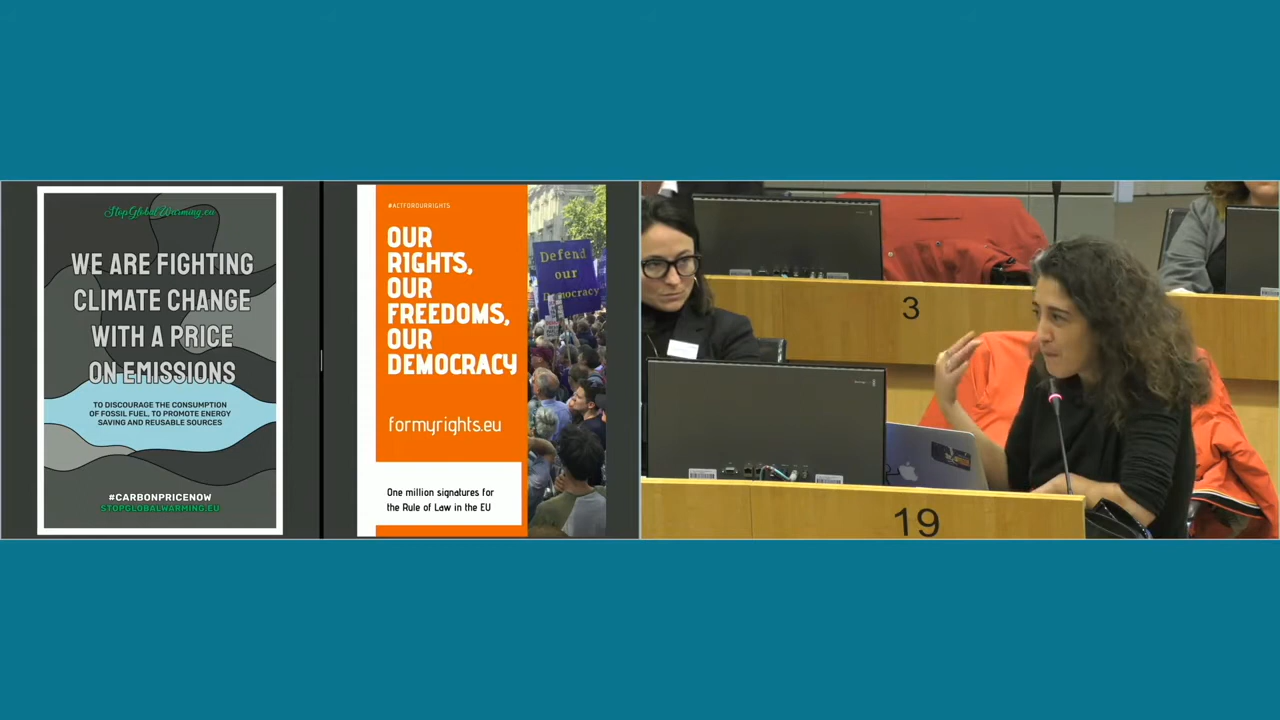 StopGlobalWarming.eu
WE ARE FIGHTING
CLIMATE CHANGE
WITH A PRICE
ON EMISSIONS
TO DISCOURAGE THE CONSUMPTION
OF FOSSIL FUEL, TO PROMOTE ENERGY
SAVING AND REUSABLE SOURCES
#CARBONPRICENOW
STOPGLOBALWARMING.EU
#ACTFOROURRIGHTS
OUR
RIGHTS,
OUR
FREEDOMS,
OUR
DEMOCRACY
formyrights.eu
One million signatures for
the Rule of Law in the EU
Defend
our
Democracy
3
19